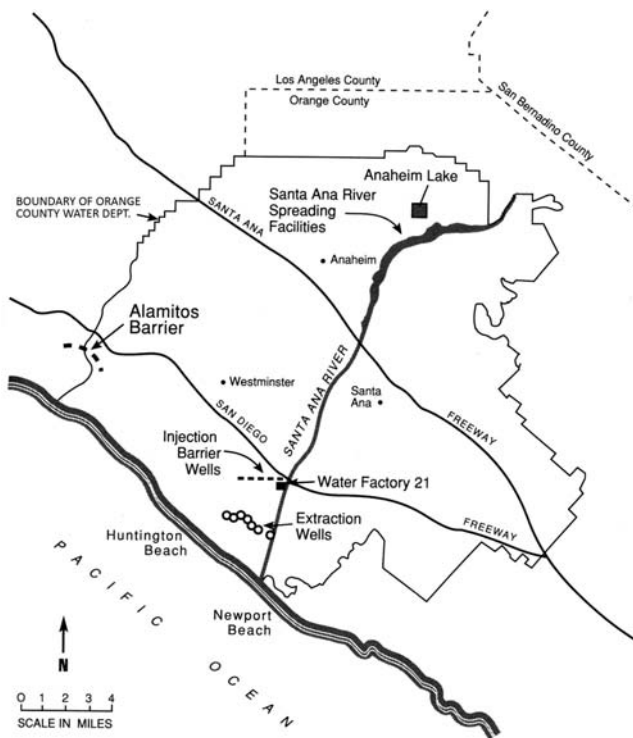 Los Angeles County
Orange County
San Bernadino County
Anaheim Lake
Santa Ana River
Spreading
Facilities
BOUNDARY OF ORANGE
COUNTY WATER DEPT.
SANTA ANA
Anaheim
Alamitos
Barrier
SANTA ANA RIVER
Westminster
Santa
Ana
SAN DIEGO
FREEWAY
Injection
Barrier
Wells
Water Factory 21
Extraction
Wells
FREEWAY
Huntington
Beach
Newport
Beach
PACIFIC OCEAN
N
0 1 2 3 4
SCALE IN MILES